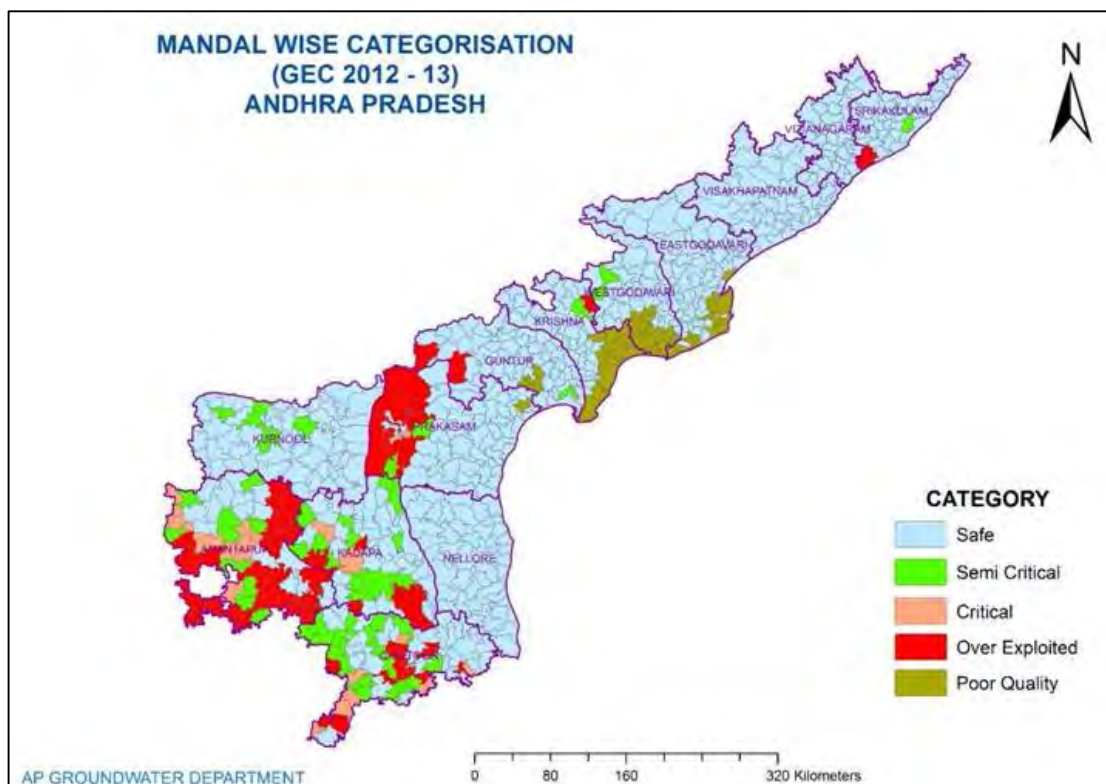 MANDAL WISE CATEGORISATION
(GEC 2012 - 13)
ANDHRA PRADESH
N
SRIKAKULAM
VIZIANAGARAM
VISAKHAPATNAM
EASTGODAVARI
WESTGODAVARI
KRISHNA
GUNTUR
PRAKASAM
KURNOOL
KADAPA
NELLORE
CATEGORY
Safe
Semi Critical
Critical
Over Exploited
Poor Quality
AP GROUNDWATER DEPARTMENT
0 80 160 320 Kilometers